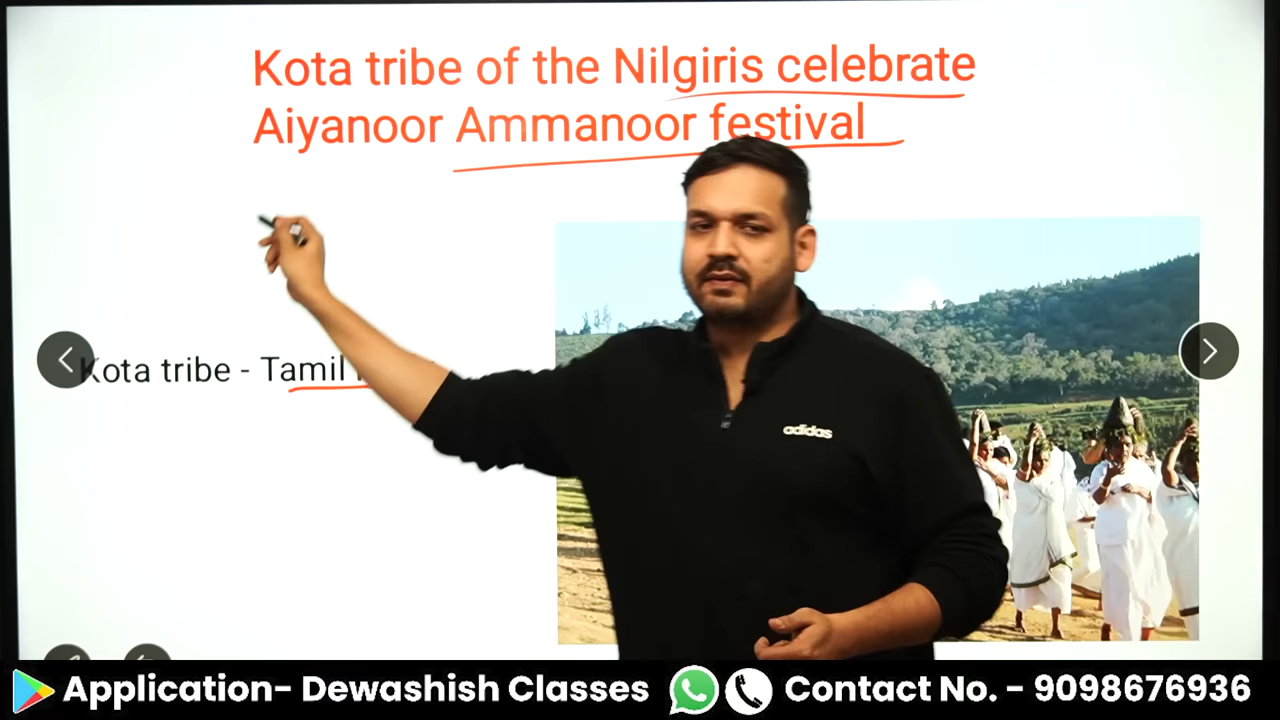 Kota tribe of the Nilgiris celebrate
Aiyanoor Ammanoor festival
Kota tribe - Tamil
adidas
Application- Dewashish Classes
Contact No. - 9098676936